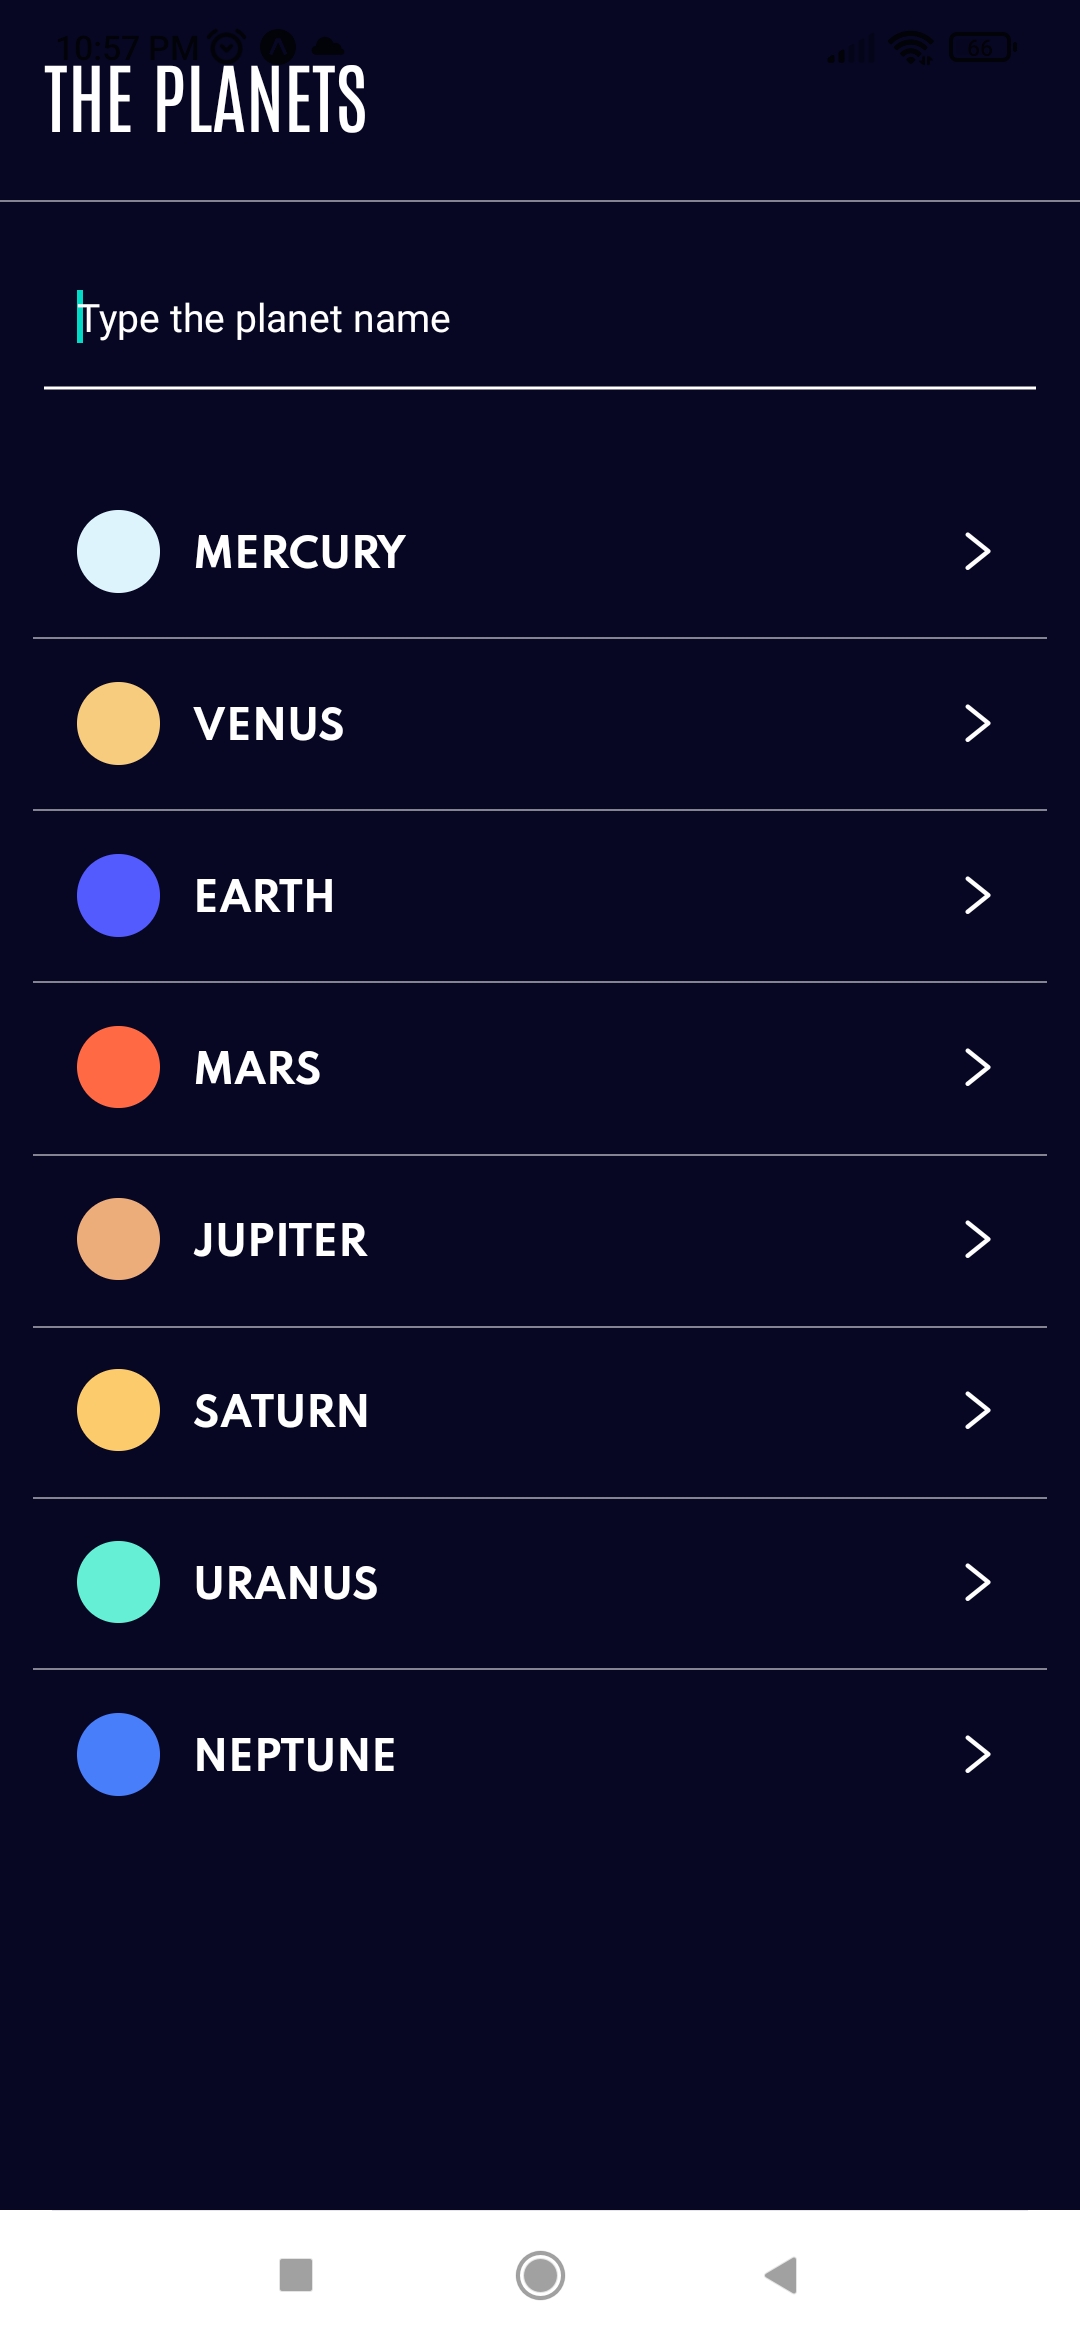 10:57 PM
66
THE PLANETS
Type the planet name
MERCURY
VENUS
EARTH
MARS
JUPITER
SATURN
URANUS
NEPTUNE